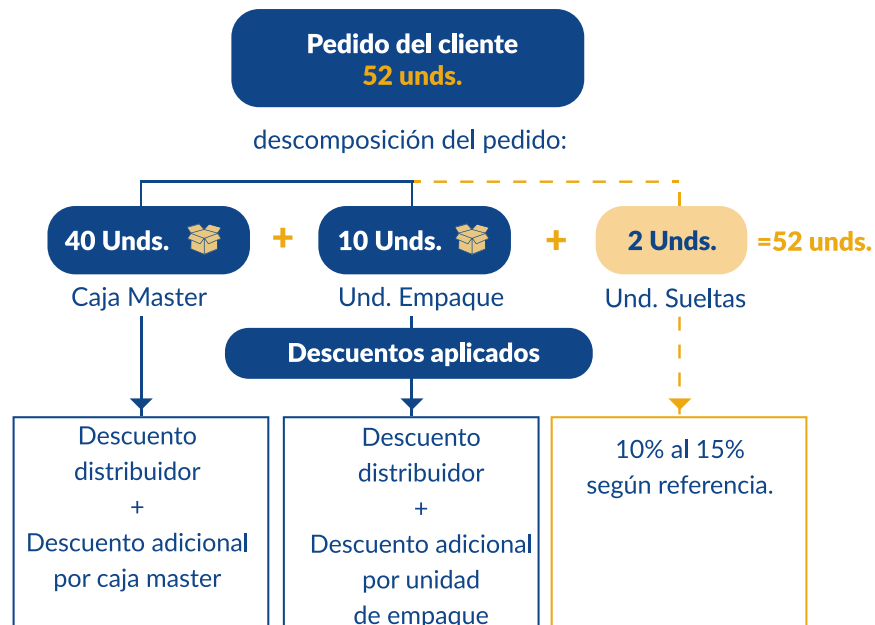 Pedido del cliente
52 unds.
descomposición del pedido:
40 Unds. + 10 Unds. + 2 Unds. =52 unds.
Caja Master
Und. Empaque
Und. Sueltas
Descuentos aplicados
Descuento
distribuidor
+
Descuento adicional
por caja master
Descuento
distribuidor
+
Descuento adicional
por unidad
de empaque
10% al 15%
según referencia.